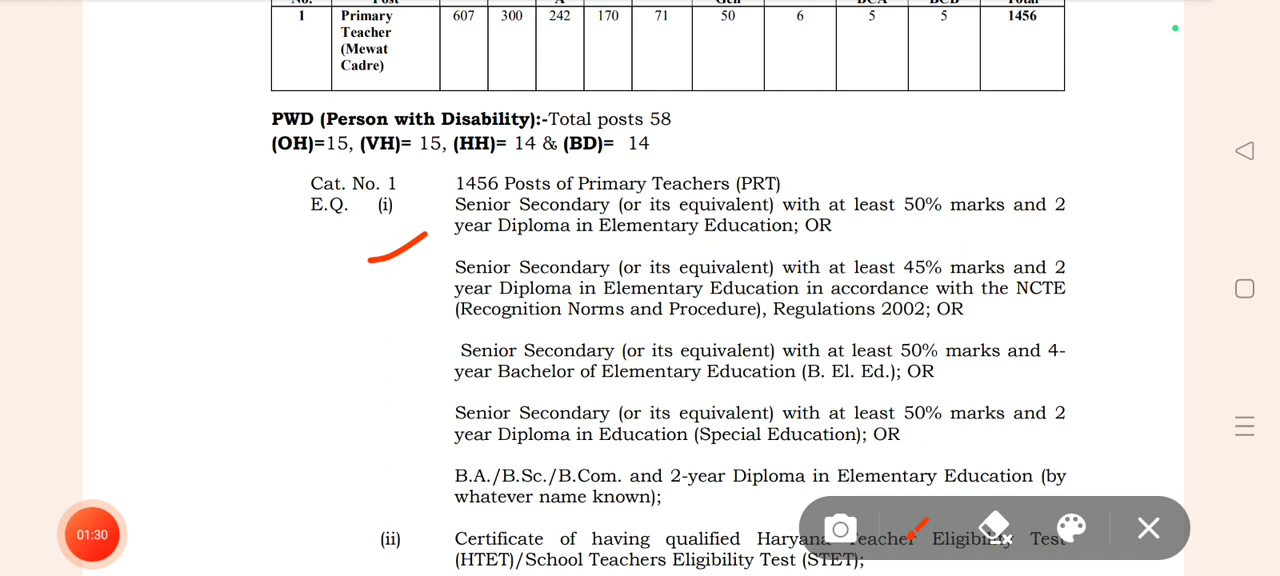 1 Primary Teacher (Mewat Cadre) 607 300 242 170 71 50 6 5 5 1456
PWD (Person with Disability):-Total posts 58
(OH)=15, (VH)= 15, (HH)= 14 & (BD)= 14
Cat. No. 1 1456 Posts of Primary Teachers (PRT)
E.Q. (i) Senior Secondary (or its equivalent) with at least 50% marks and 2
year Diploma in Elementary Education; OR
Senior Secondary (or its equivalent) with at least 45% marks and 2
year Diploma in Elementary Education in accordance with the NCTE
(Recognition Norms and Procedure), Regulations 2002; OR
Senior Secondary (or its equivalent) with at least 50% marks and 4-
year Bachelor of Elementary Education (B. El. Ed.); OR
Senior Secondary (or its equivalent) with at least 50% marks and 2
year Diploma in Education (Special Education); OR
B.A./B.Sc./B.Com. and 2-year Diploma in Elementary Education (by
whatever name known);
(ii) Certificate of having qualified Haryana Teacher Eligibility Test
(HTET)/School Teachers Eligibility Test (STET);
01:30